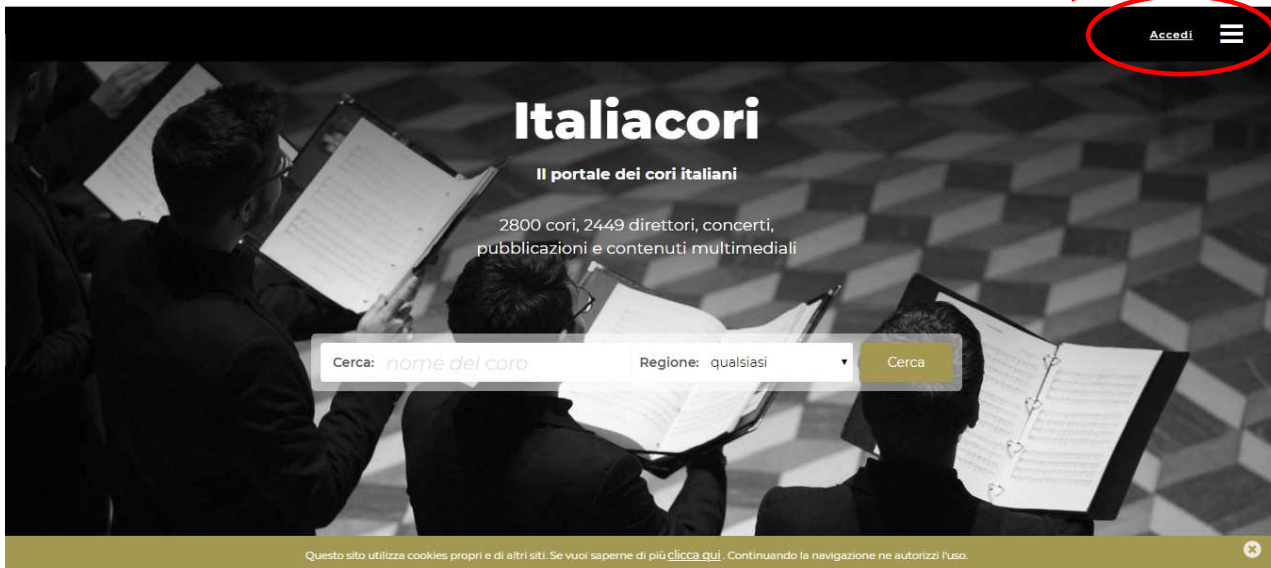 Accedi
Italiacori
Il portale dei cori italiani
2800 cori, 2449 direttori, concerti,
pubblicazioni e contenuti multimediali
Cerca: nome del coro Regione: qualsiasi Cerca
Questo sito utilizza cookies propri e di altri siti. Se vuoi saperne di più clicca qui . Continuando la navigazione ne autorizzi l'uso.